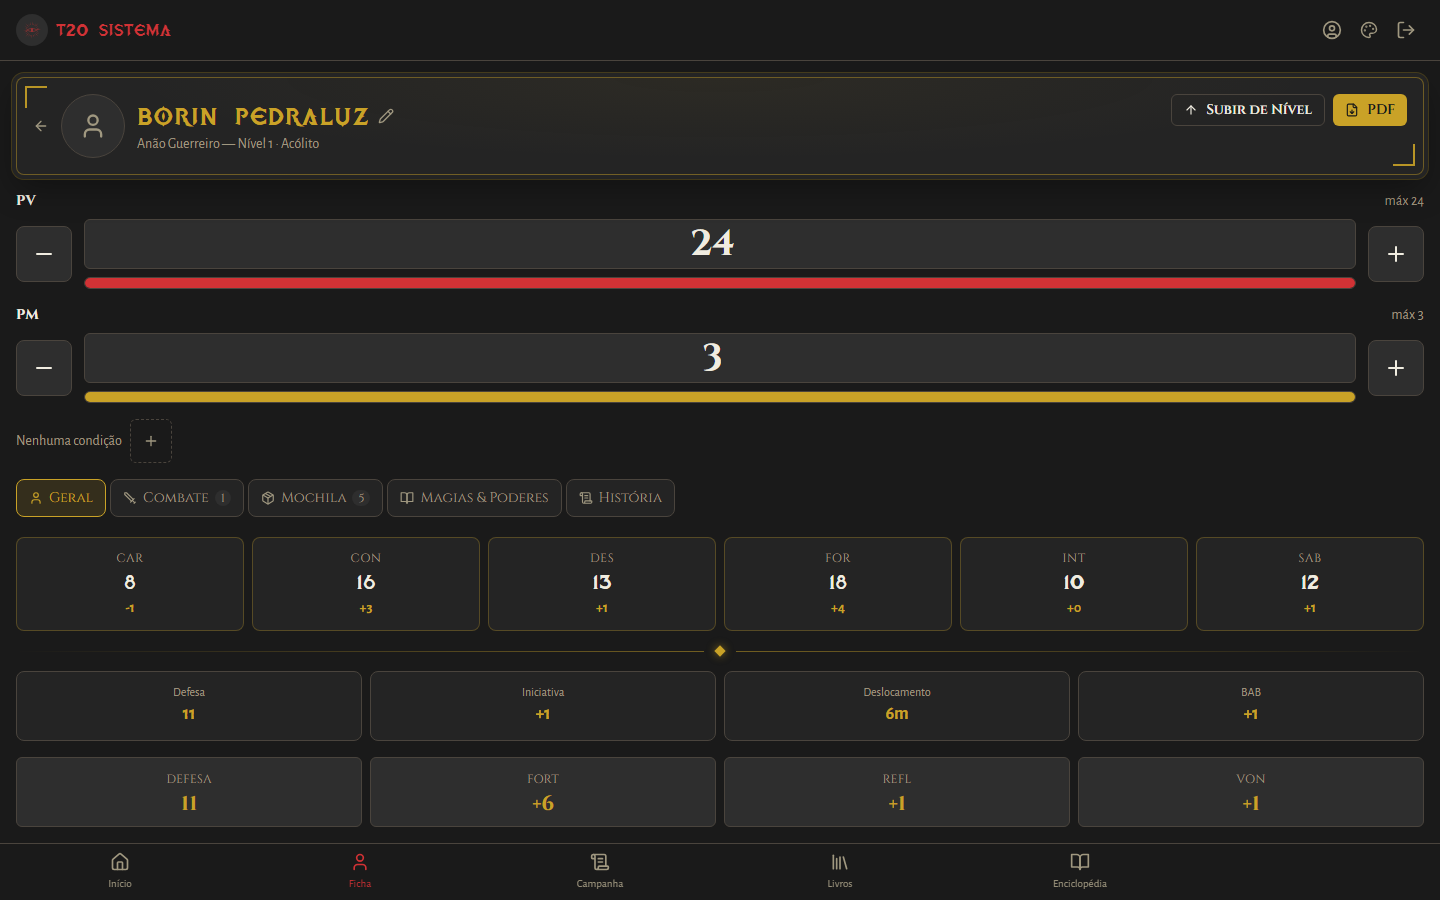 T20 SISTEMA
BORIN PEDRALUZ
Anão Guerreiro — Nível 1 · Acólito
SUBIR DE NÍVEL
PDF
PV
máx 24
24
PM
máx 3
3
Nenhuma condição
GERAL
COMBATE 1
MOCHILA 5
MAGIAS & PODERES
HISTÓRIA
CAR
8
-1
CON
16
+3
DES
13
+1
FOR
18
+4
INT
10
+0
SAB
12
+1
Defesa
11
Iniciativa
+1
Deslocamento
6m
BAB
+1
DEFESA
11
FORT
+6
REFL
+1
VON
+1
Início
Ficha
Campanha
Livros
Enciclopédia